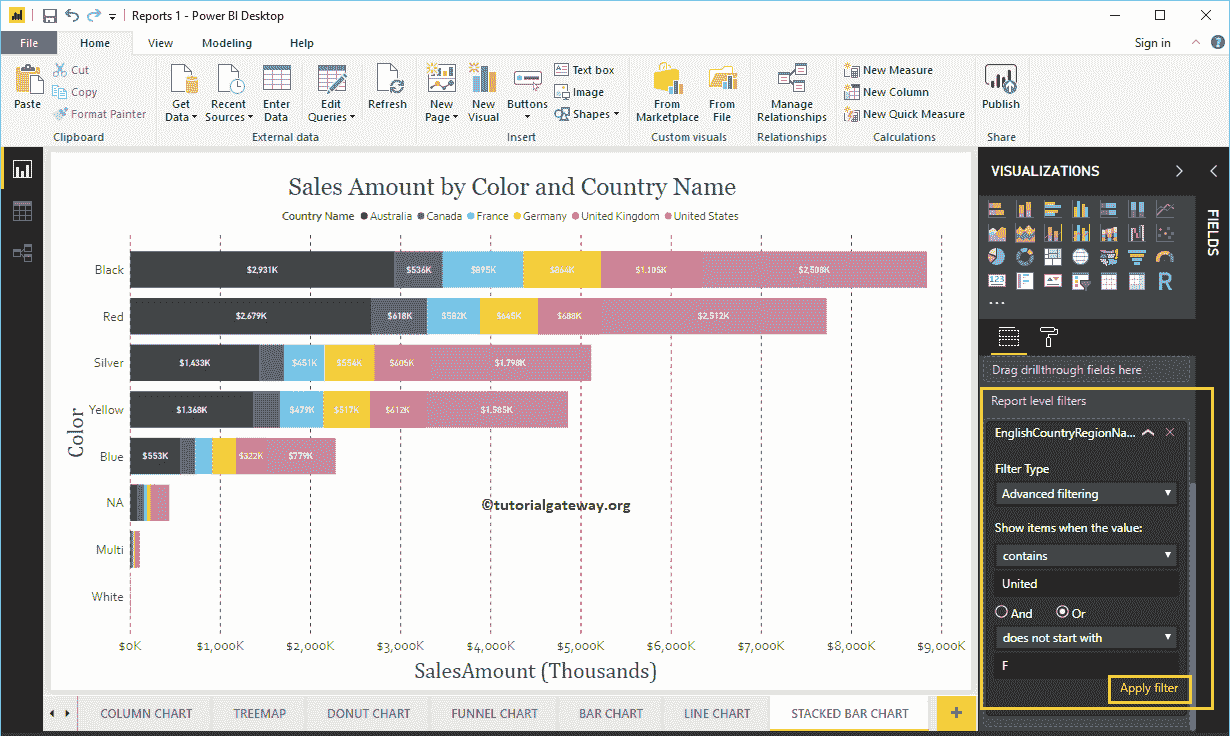 Reports 1 - Power BI Desktop
File Home View Modeling Help Sign in
Paste
Cut
Copy
Format Painter
Clipboard
Get Data
Recent Sources
Enter Data
Edit Queries
External data
Refresh
New Page
New Visual
Buttons
Text box
Image
Shapes
Insert
From Marketplace
From File
Custom visuals
Manage Relationships
Relationships
New Measure
New Column
New Quick Measure
Calculations
Publish
Share
Sales Amount by Color and Country Name
Country Name Australia Canada France Germany United Kingdom United States
Color
Black $2,931K $536K $895K $864K $1,105K $2,508K
Red $2,679K $618K $582K $645K $688K $2,512K
Silver $1,433K $451K $554K $605K $1,798K
Yellow $1,368K $479K $517K $612K $1,585K
Blue $553K $322K $779K
NA
©tutorialgateway.org
Multi
White
$0K $1,000K $2,000K $3,000K $4,000K $5,000K $6,000K $7,000K $8,000K $9,000K
SalesAmount (Thousands)
COLUMN CHART TREEMAP DONUT CHART FUNNEL CHART BAR CHART LINE CHART STACKED BAR CHART +
VISUALIZATIONS
FIELDS
123
R
...
Drag drillthrough fields here
Report level filters
EnglishCountryRegionNa...
Filter Type
Advanced filtering
Show items when the value:
contains
United
And Or
does not start with
F
Apply filter